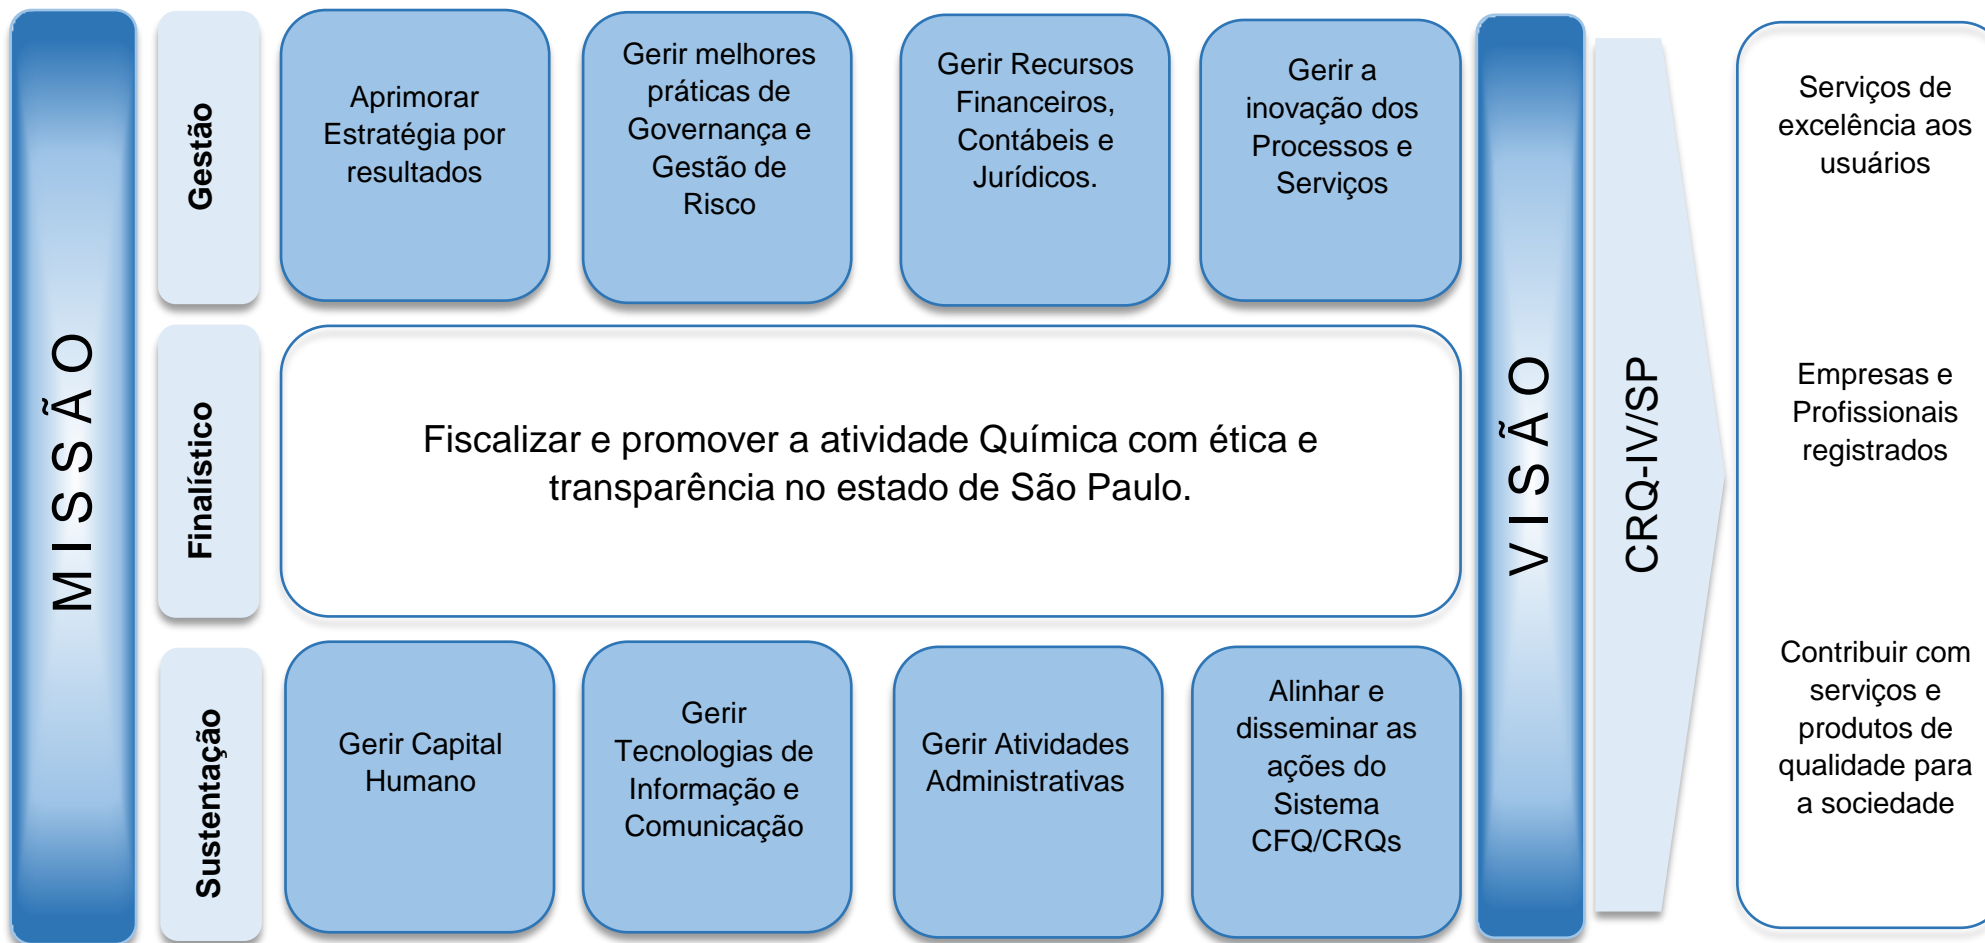 MISSÃO
Gestão
Aprimorar
Estratégia por
resultados
Gerir melhores
práticas de
Governança e
Gestão de
Risco
Gerir Recursos
Financeiros,
Contábeis e
Jurídicos.
Gerir a
inovação dos
Processos e
Serviços
Finalístico
Fiscalizar e promover a atividade Química com ética e
transparência no estado de São Paulo.
Sustentação
Gerir Capital
Humano
Gerir
Tecnologias de
Informação e
Comunicação
Gerir Atividades
Administrativas
Alinhar e
disseminar as
ações do
Sistema
CFQ/CRQs
VISÃO
CRQ-IV/SP
Serviços de
excelência aos
usuários
Empresas e
Profissionais
registrados
Contribuir com
serviços e
produtos de
qualidade para
a sociedade